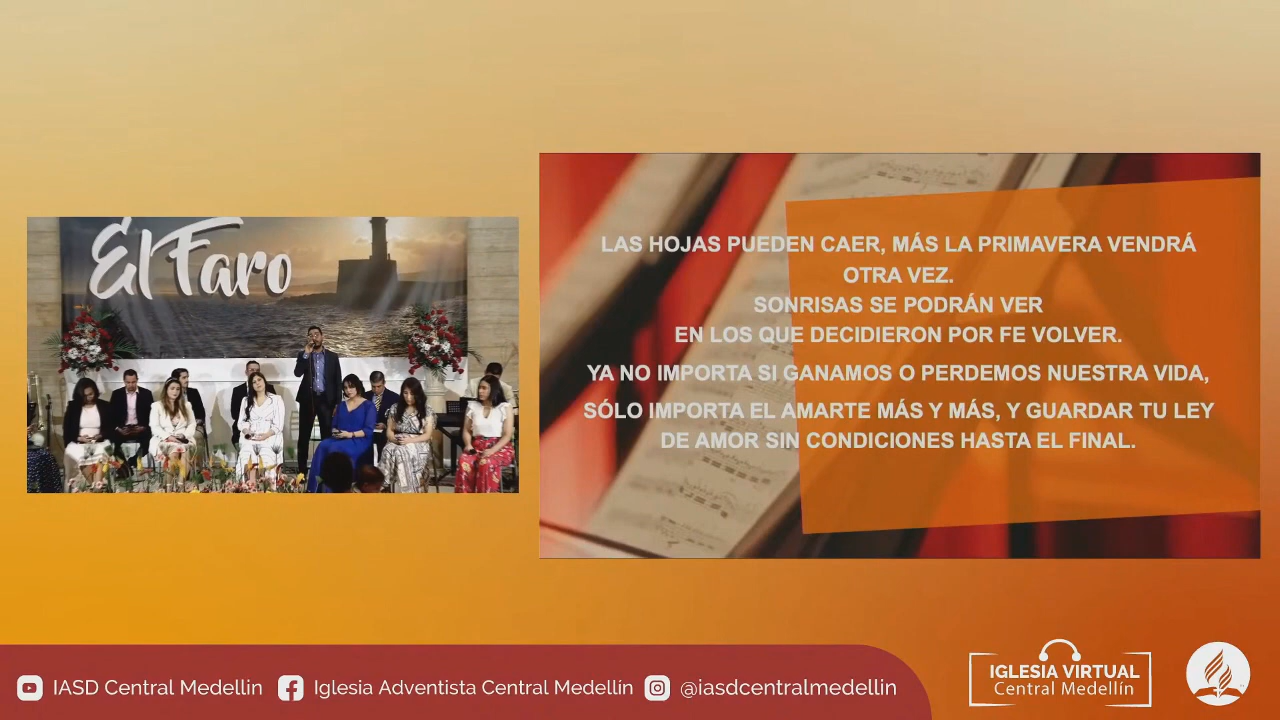 El Faro
LAS HOJAS PUEDEN CAER, MÁS LA PRIMAVERA VENDRÁ
OTRA VEZ.
SONRISAS SE PODRÁN VER
EN LOS QUE DECIDIERON POR FE VOLVER.
YA NO IMPORTA SI GANAMOS O PERDEMOS NUESTRA VIDA,
SÓLO IMPORTA EL AMARTE MÁS Y MÁS, Y GUARDAR TU LEY
DE AMOR SIN CONDICIONES HASTA EL FINAL.
IASD Central Medellin
Iglesia Adventista Central Medellín
@iasdcentralmedellin
IGLESIA VIRTUAL
Central Medellín